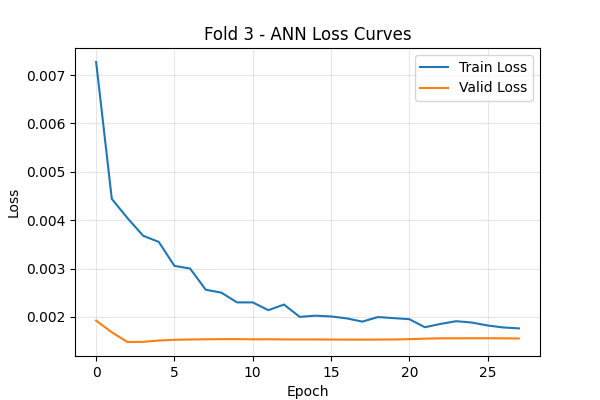 Fold 3 - ANN Loss Curves
Train Loss
Valid Loss
0.007
0.006
0.005
0.004
0.003
0.002
Loss
0 5 10 15 20 25
Epoch